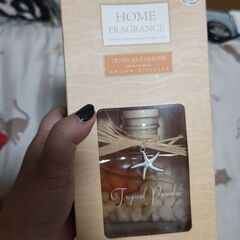 HOME
FRAGRANCE
TROPICAL PARADISE
AROMA DIFFUSER
Tropical Paradise